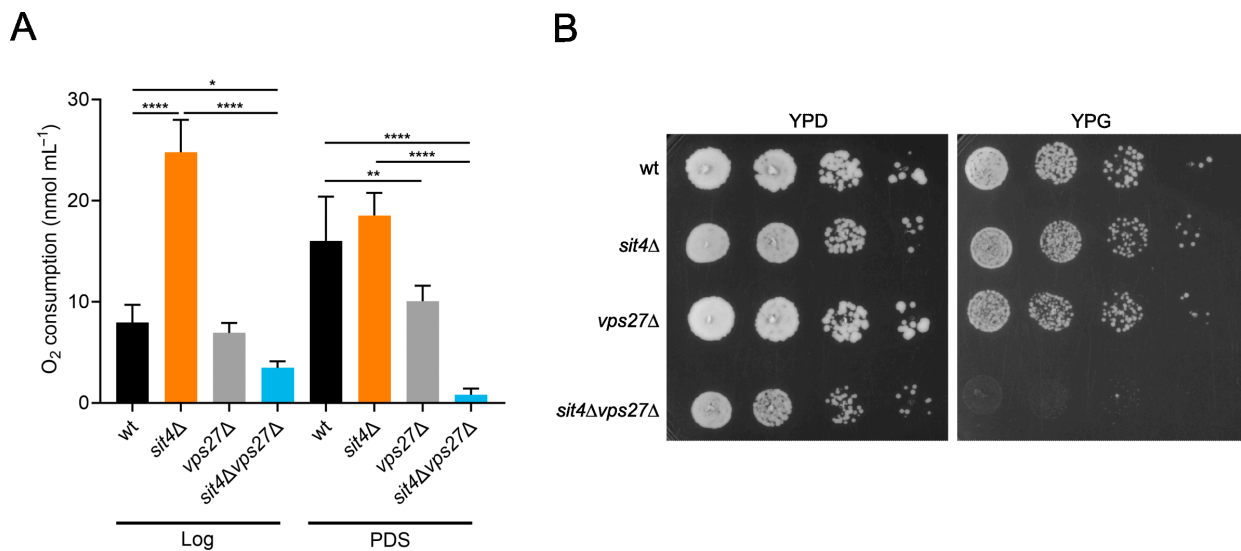 A
B
O₂ consumption (nmol mL⁻¹)
30
20
10
0
*
**** ****
****
****
**
wt
sit4Δ
vps27Δ
sit4Δvps27Δ
wt
sit4Δ
vps27Δ
sit4Δvps27Δ
Log
PDS
YPD
YPG
wt
sit4Δ
vps27Δ
sit4Δvps27Δ